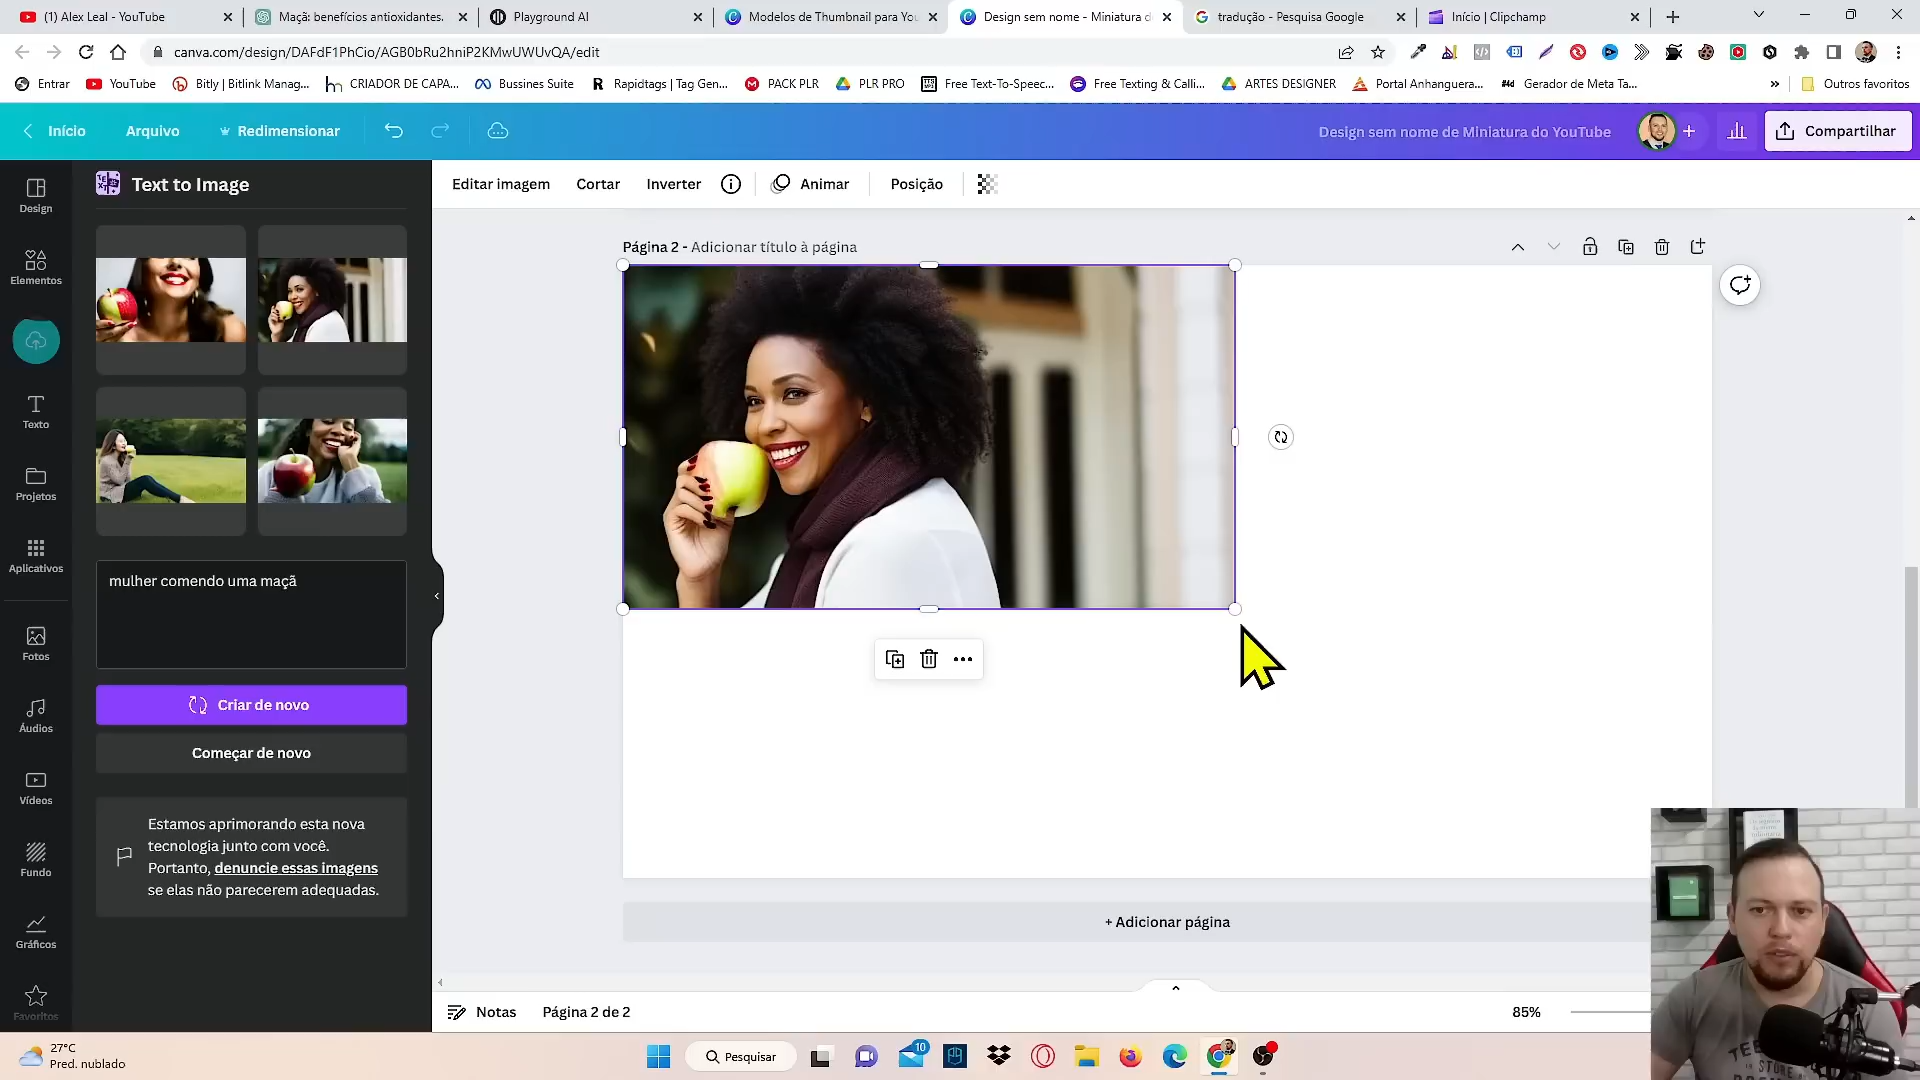 (1) Alex Leal - YouTube
Maçã: benefícios antioxidantes.
Playground AI
Modelos de Thumbnail para You
Design sem nome - Miniatura d
tradução - Pesquisa Google
Início | Clipchamp
canva.com/design/DAFdF1PhCio/AGB0bRu2hniP2KMwUWUvQA/edit
Entrar
YouTube
Bitly | Bitlink Manag...
CRIADOR DE CAPA...
Bussines Suite
Rapidtags | Tag Gen...
PACK PLR
PLR PRO
Free Text-To-Speec...
Free Texting & Calli...
ARTES DESIGNER
Portal Anhanguera...
Gerador de Meta Ta...
»
Outros favoritos
Início
Arquivo
Redimensionar
Design sem nome de Miniatura do YouTube
Compartilhar
Design
Elementos
Texto
Projetos
Aplicativos
Fotos
Áudios
Vídeos
Fundo
Gráficos
Favoritos
Text to Image
mulher comendo uma maçã
Criar de novo
Começar de novo
Estamos aprimorando esta nova
tecnologia junto com você.
Portanto, denuncie essas imagens
se elas não parecerem adequadas.
Editar imagem
Cortar
Inverter
Animar
Posição
Página 2 - Adicionar título à página
+ Adicionar página
Notas
Página 2 de 2
85%
27°C
Pred. nublado
Pesquisar
10